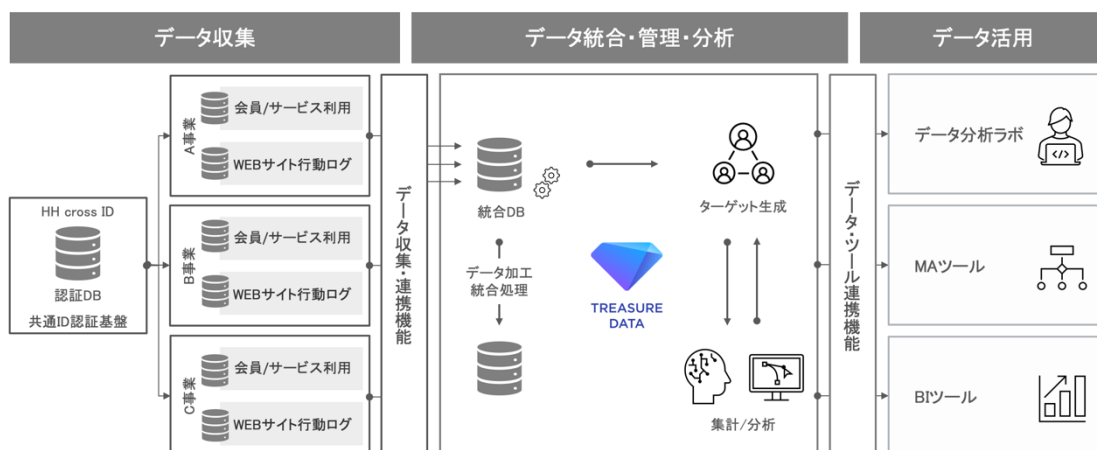 データ収集
データ統合・管理・分析
データ活用
HH cross ID
認証DB
共通ID認証基盤
A事業
会員/サービス利用
WEBサイト行動ログ
B事業
会員/サービス利用
WEBサイト行動ログ
C事業
会員/サービス利用
WEBサイト行動ログ
データ収集・連携機能
統合DB
データ加工
統合処理
TREASURE
DATA
ターゲット生成
集計/分析
データ・ツール連携機能
データ分析ラボ
MAツール
BIツール